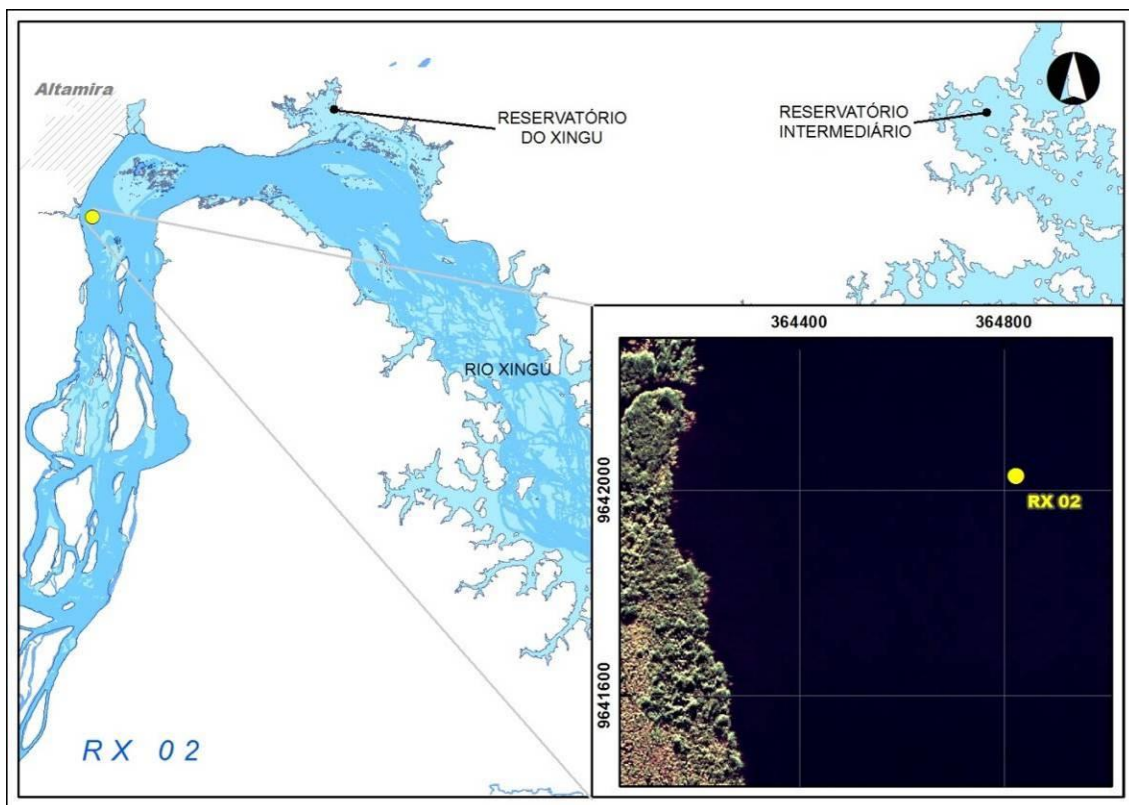 Altamira
RESERVATÓRIO
DO XINGU
RESERVATÓRIO
INTERMEDIÁRIO
RIO XINGU
364400
364800
9642000
RX 02
9641600
RX 02